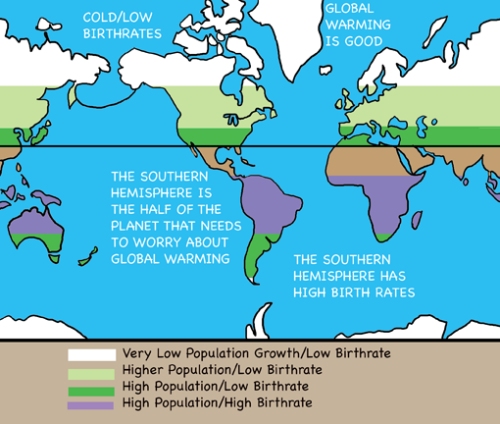 COLD/LOW
BIRTHRATES
GLOBAL
WARMING
IS GOOD
THE SOUTHERN
HEMISPHERE IS
THE HALF OF THE
PLANET THAT NEEDS
TO WORRY ABOUT
GLOBAL WARMING
THE SOUTHERN
HEMISPHERE HAS
HIGH BIRTH RATES
Very Low Population Growth/Low Birthrate
Higher Population/Low Birthrate
High Population/Low Birthrate
High Population/High Birthrate